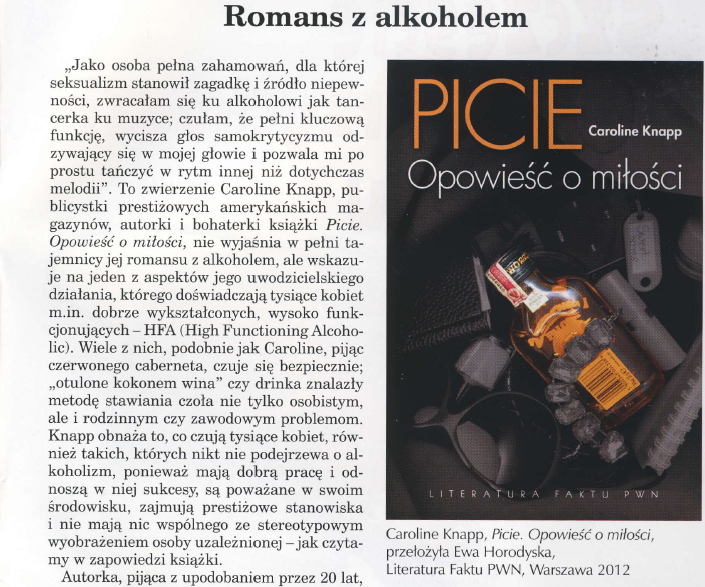 Romans z alkoholem
„Jako osoba pełna zahamowań, dla której
seksualizm stanowił zagadkę i źródło niepew-
ności, zwracałam się ku alkoholowi jak tan-
cerka ku muzyce; czułam, że pełni kluczową
funkcję, wycisza głos samokrytycyzmu od-
zywający się w mojej głowie i pozwala mi po
prostu tańczyć w rytm innej niż dotychczas
melodii”. To zwierzenie Caroline Knapp, pu-
blicystki prestiżowych amerykańskich ma-
gazynów, autorki i bohaterki książki Picie.
Opowieść o miłości, nie wyjaśnia w pełni ta-
jemnicy jej romansu z alkoholem, ale wskazu-
je na jeden z aspektów jego uwodzicielskiego
działania, którego doświadczają tysiące kobiet
m.in. dobrze wykształconych, wysoko funk-
cjonujących – HFA (High Functioning Alcoho-
lic). Wiele z nich, podobnie jak Caroline, pijąc
czerwonego caberneta, czuje się bezpiecznie;
„otulone kokonem wina” czy drinka znalazły
metodę stawiania czoła nie tylko osobistym,
ale i rodzinnym czy zawodowym problemom.
Knapp obnaża to, co czują tysiące kobiet, rów-
nież takich, których nikt nie podejrzewa o al-
koholizm, ponieważ mają dobrą pracę i od-
noszą w niej sukcesy, są poważane w swoim
środowisku, zajmują prestiżowe stanowiska
i nie mają nic wspólnego ze stereotypowym
wyobrażeniem osoby uzależnionej – jak czyta-
my w zapowiedzi książki.
Autorka, pijąca z upodobaniem przez 20 lat,
PICIE
Caroline Knapp
Opowieść o miłości
LITERATURA FAKTU PWN
Caroline Knapp, Picie. Opowieść o miłości,
przełożyła Ewa Horodyska,
Literatura Faktu PWN, Warszawa 2012